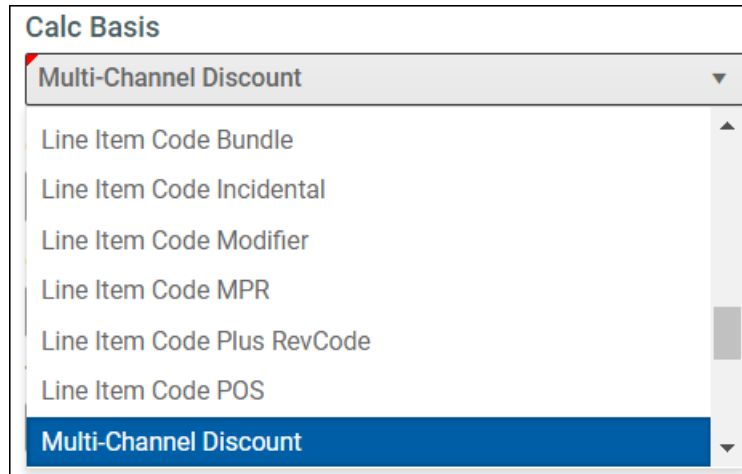 Calc Basis
Multi-Channel Discount
Line Item Code Bundle
Line Item Code Incidental
Line Item Code Modifier
Line Item Code MPR
Line Item Code Plus RevCode
Line Item Code POS
Multi-Channel Discount